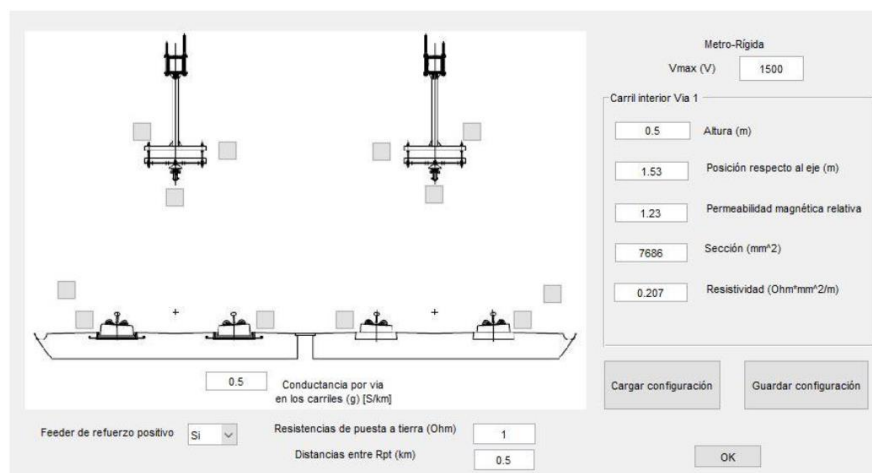 Metro-Rígida
Vmax (V) 1500
Carril interior Via 1
0.5 Altura (m)
1.53 Posición respecto al eje (m)
1.23 Permeabilidad magnética relativa
7686 Sección (mm^2)
0.207 Resistividad (Ohm*mm^2/m)
0.5 Conductancia por via
en los carriles (g) [S/km]
Cargar configuración
Guardar configuración
Feeder de refuerzo positivo Si
Resistencias de puesta a tierra (Ohm) 1
Distancias entre Rpt (km) 0.5
OK